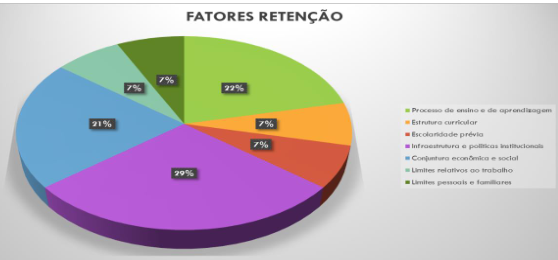 FATORES RETENÇÃO
22%
7%
7%
29%
21%
7%
7%
Processo de ensino e de aprendizagem
Estrutura curricular
Escolaridade prévia
Infraestrutura e políticas institucionais
Conjuntura econômica e social
Limites relativos ao trabalho
Limites pessoais e familiares